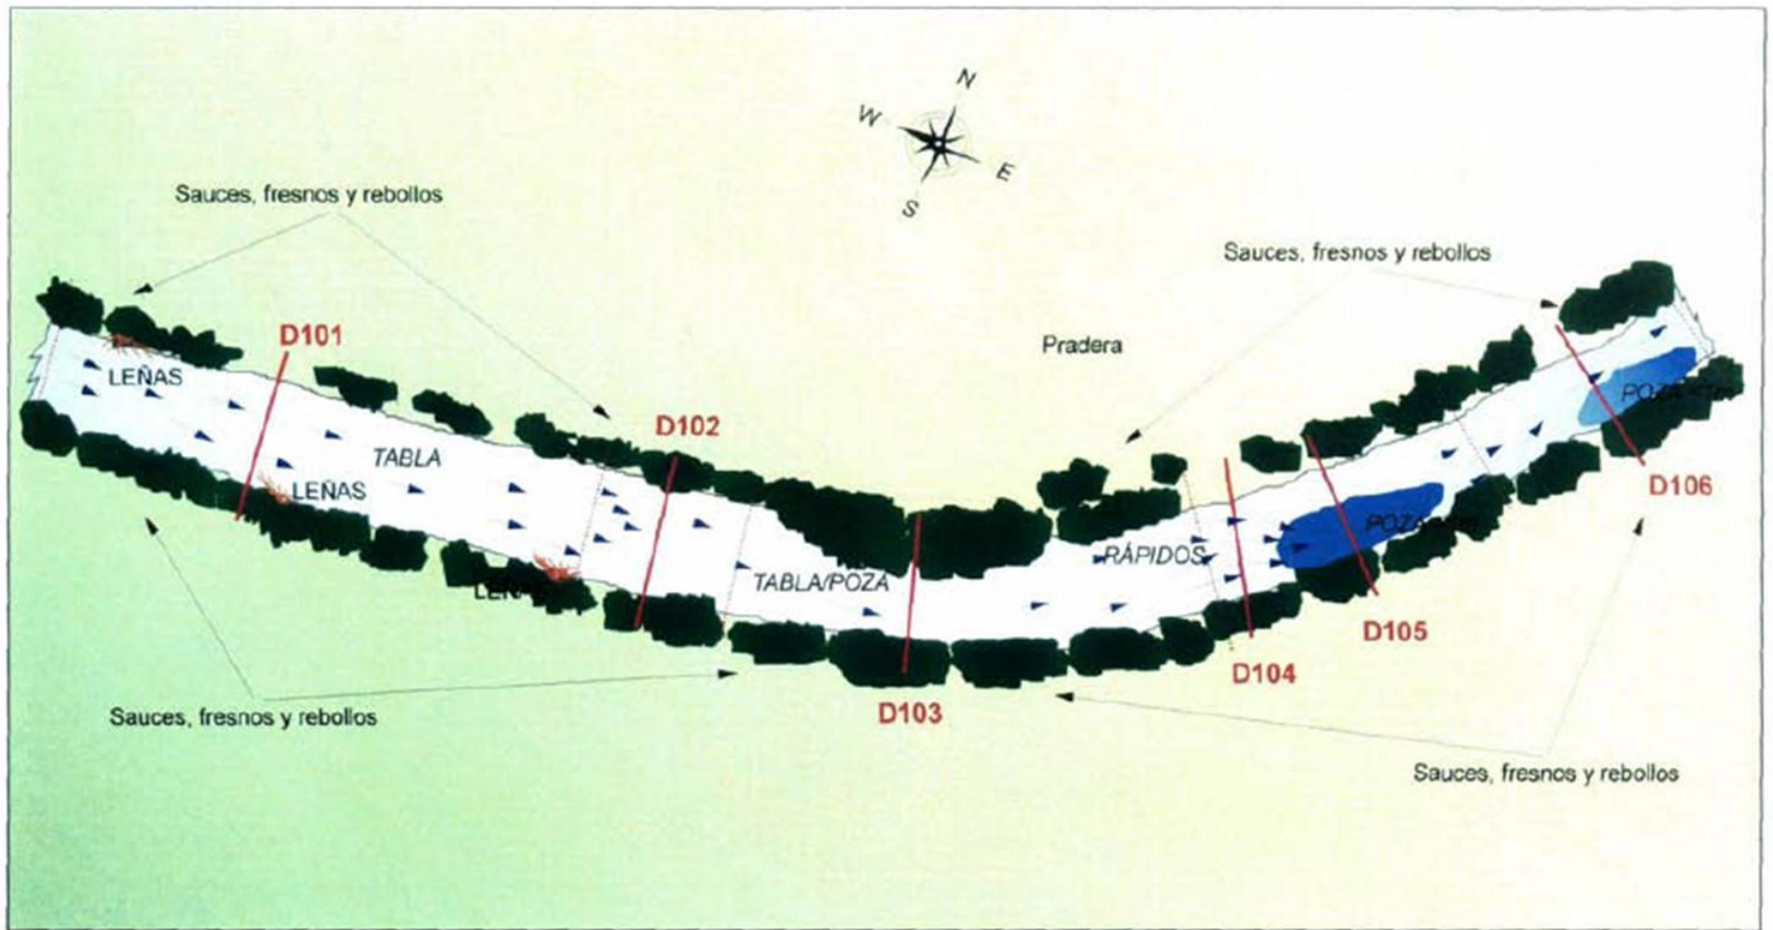 N
W
E
S
Sauces, fresnos y rebollos
Sauces, fresnos y rebollos
Pradera
D101
LEÑAS
D102
TABLA
LEÑAS
POZA
D106
POZA
RÁPIDOS
TABLA/POZA
LEÑAS
D105
D104
D103
Sauces, fresnos y rebollos
Sauces, fresnos y rebollos